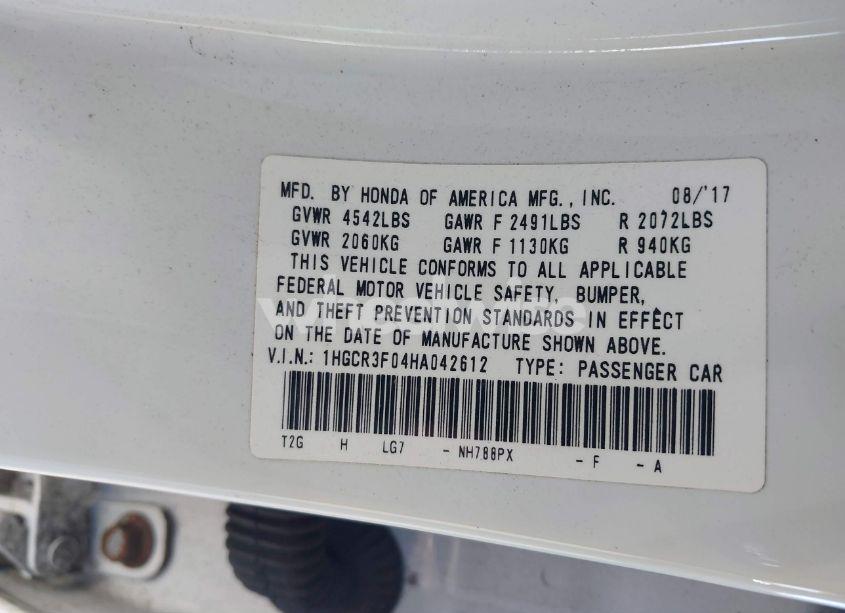 MFD. BY HONDA OF AMERICA MFG., INC. 08/'17
GVWR 4542LBS GAWR F 2491LBS R 2072LBS
GVWR 2060KG GAWR F 1130KG R 940KG
THIS VEHICLE CONFORMS TO ALL APPLICABLE
FEDERAL MOTOR VEHICLE SAFETY, BUMPER,
AND THEFT PREVENTION STANDARDS IN EFFECT
ON THE DATE OF MANUFACTURE SHOWN ABOVE.
V.I.N.: 1HGCR3F04HA042612 TYPE: PASSENGER CAR
T2G H LG7 - NH788PX - F - A